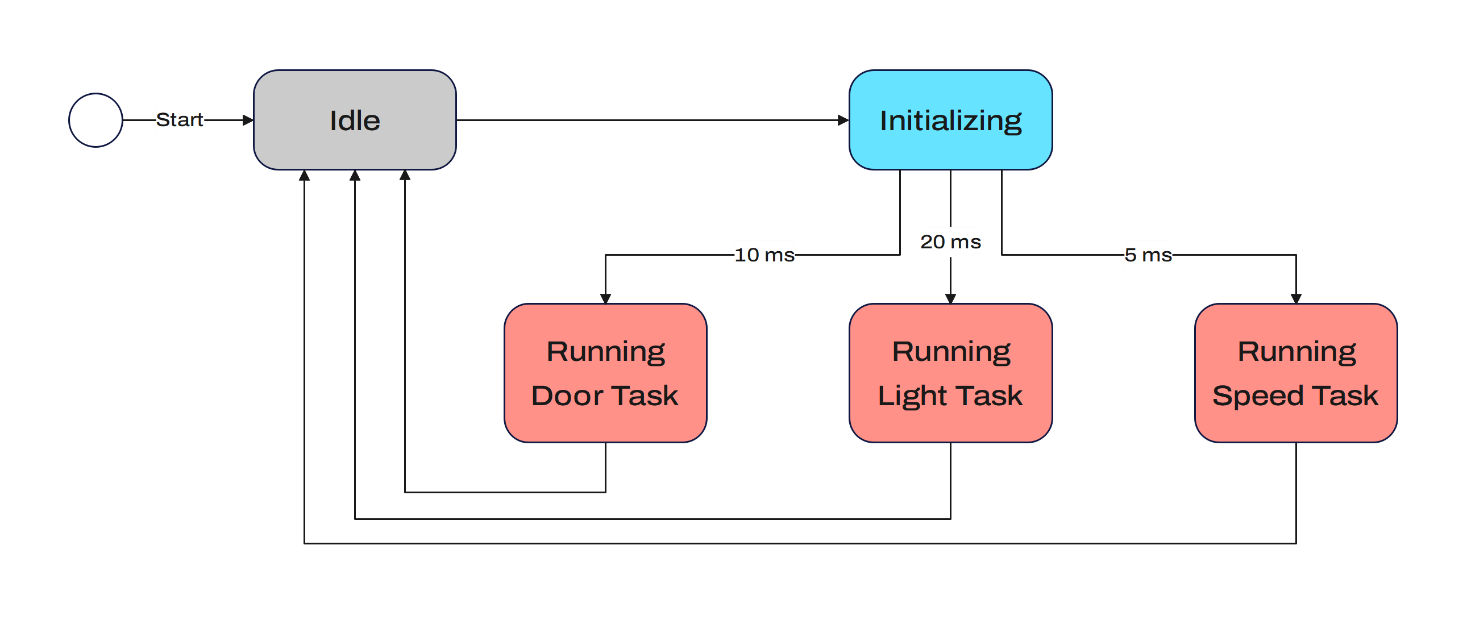 Start
Idle
Initializing
10 ms
20 ms
5 ms
Running
Door Task
Running
Light Task
Running
Speed Task